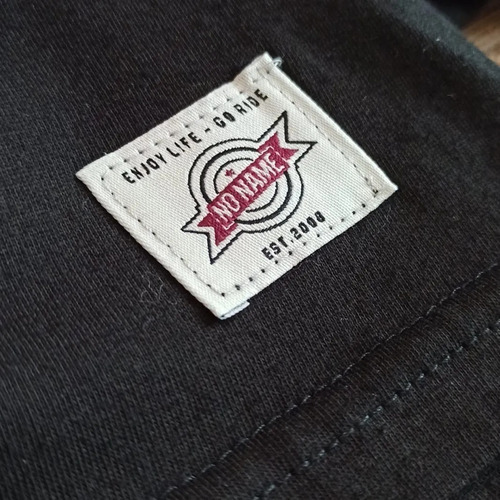 ENJOY LIFE - GO RIDE
NO NAME
EST. 2008